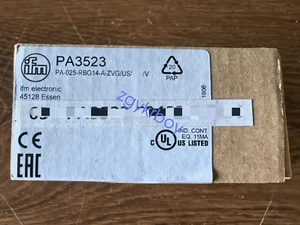 ifm
PA3523
PA-025-RBG14-A-ZVG/US/ /V
ifm electronic
45128 Essen
20
PAP
1906
CE
EAC
C UL US LISTED
IND. CONT.
EQ. 11MA